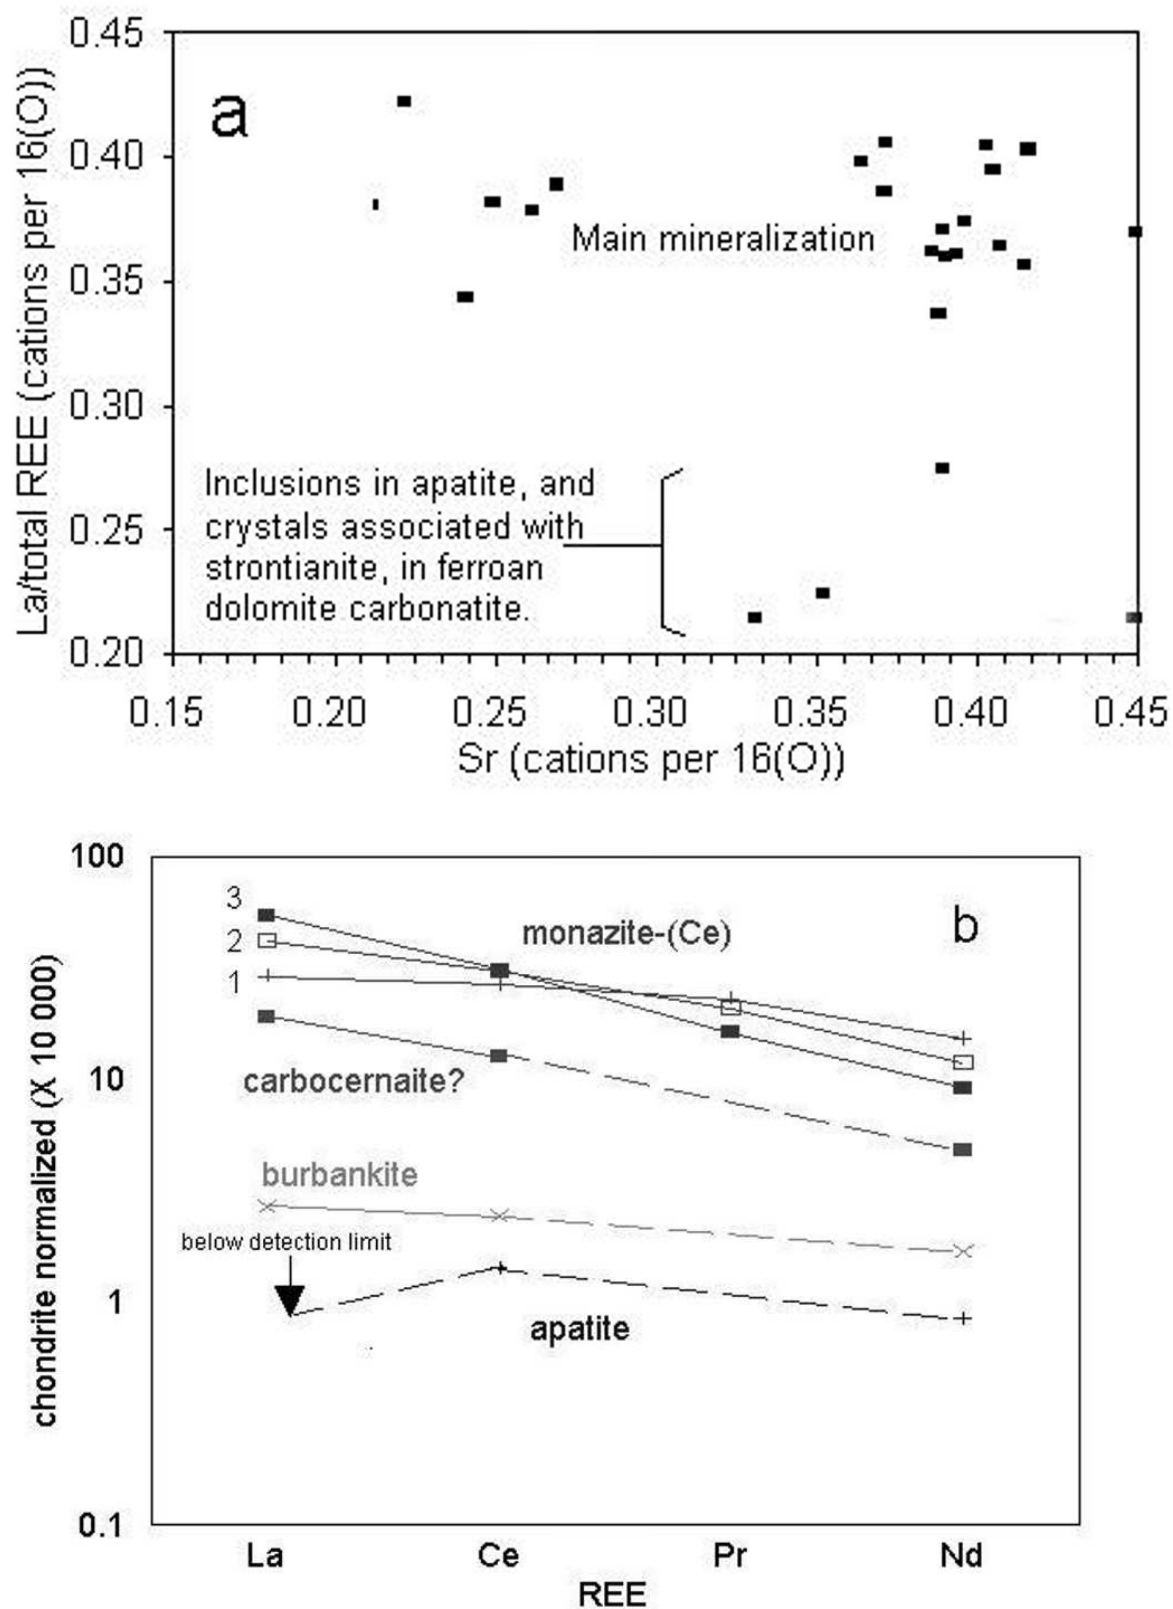 La/total REE (cations per 16(O))
0.45
0.40
0.35
0.30
0.25
0.20
a
Main mineralization
Inclusions in apatite, and
crystals associated with
strontianite, in ferroan
dolomite carbonatite.
0.15 0.20 0.25 0.30 0.35 0.40 0.45
Sr (cations per 16(O))
chondrite normalized (X 10 000)
100
10
1
0.1
b
3
2
1
monazite-(Ce)
carbocernaite?
burbankite
below detection limit
apatite
La Ce Pr Nd
REE